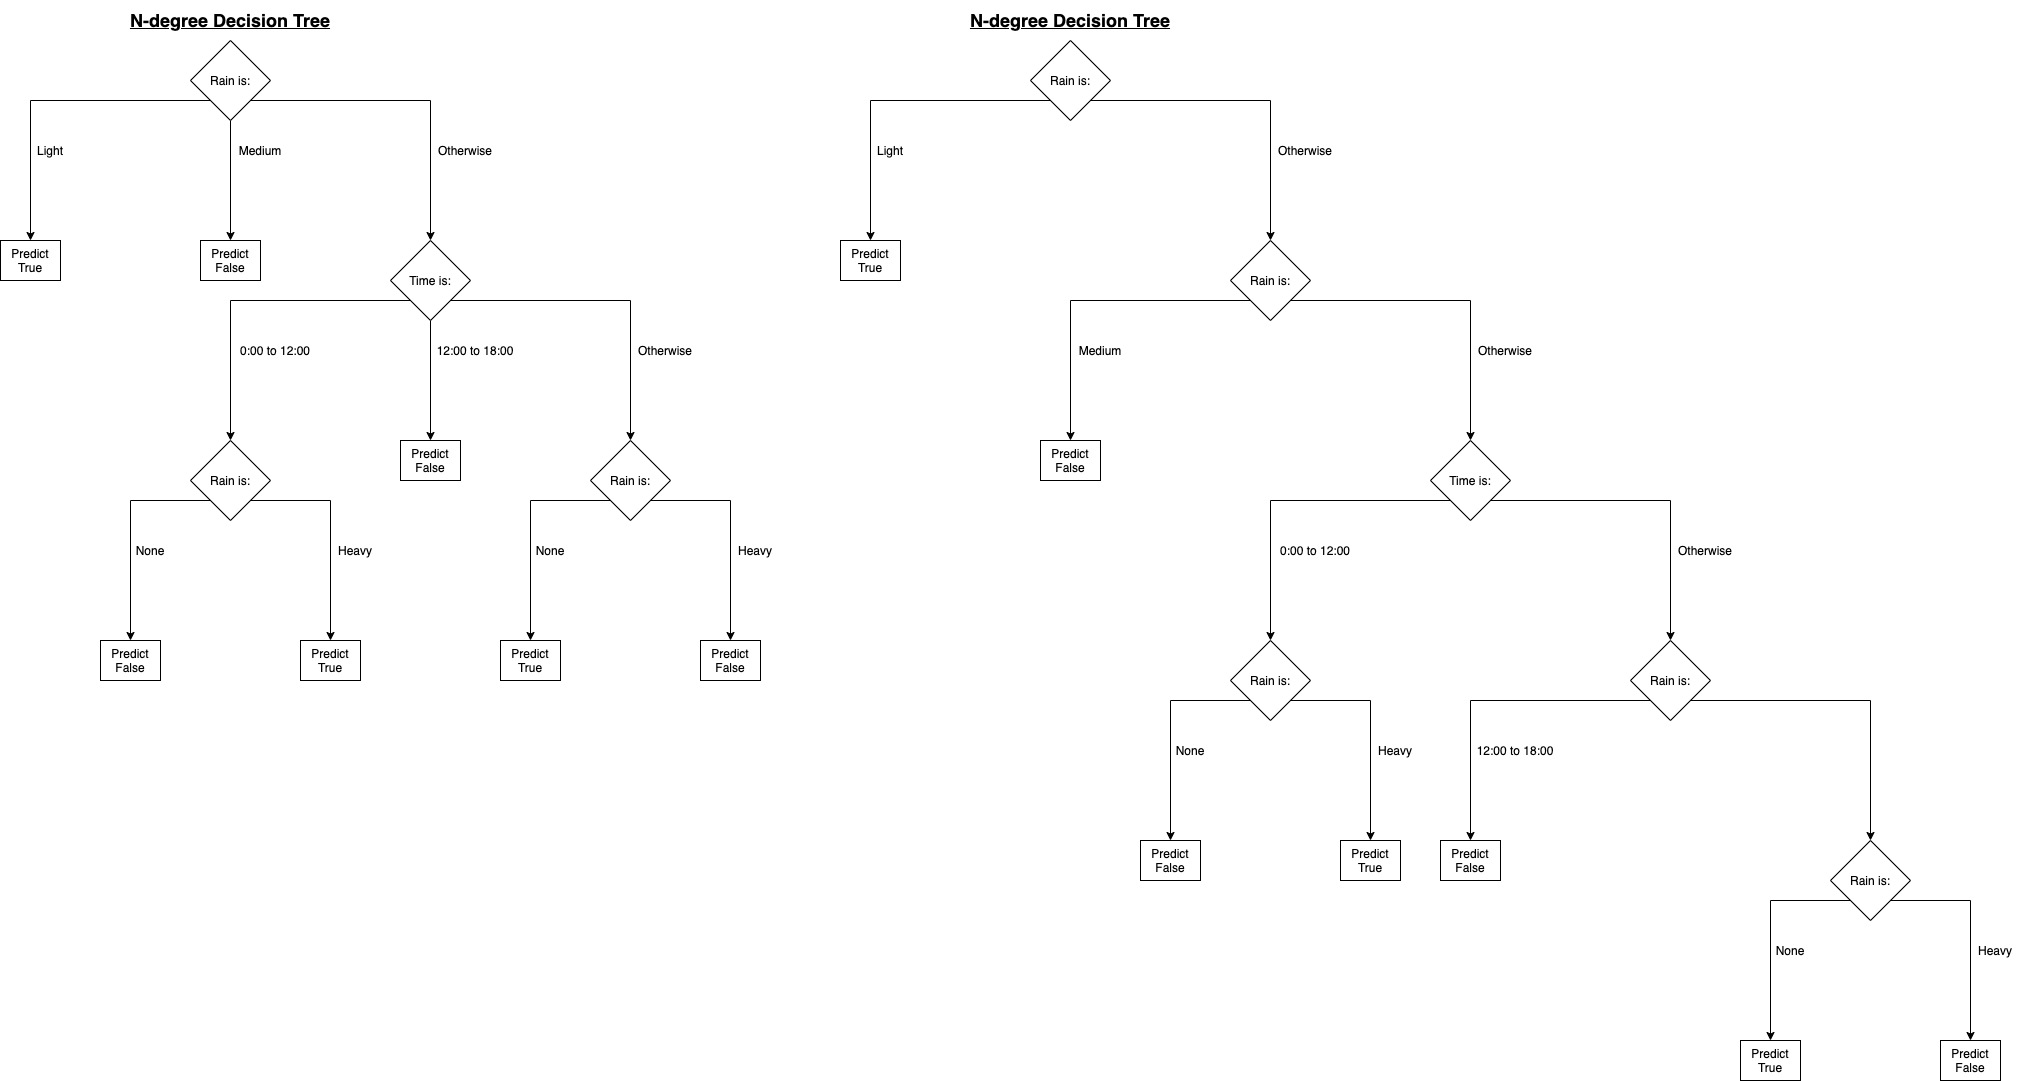 N-degree Decision Tree
Rain is:
Light
Medium
Otherwise
Predict
True
Predict
False
Time is:
0:00 to 12:00
12:00 to 18:00
Otherwise
Rain is:
Predict
False
Rain is:
None
Heavy
None
Heavy
Predict
False
Predict
True
Predict
True
Predict
False
N-degree Decision Tree
Rain is:
Light
Otherwise
Predict
True
Rain is:
Medium
Otherwise
Predict
False
Time is:
0:00 to 12:00
Otherwise
Rain is:
Rain is:
None
Heavy
12:00 to 18:00
Predict
False
Predict
True
Predict
False
Rain is:
None
Heavy
Predict
True
Predict
False